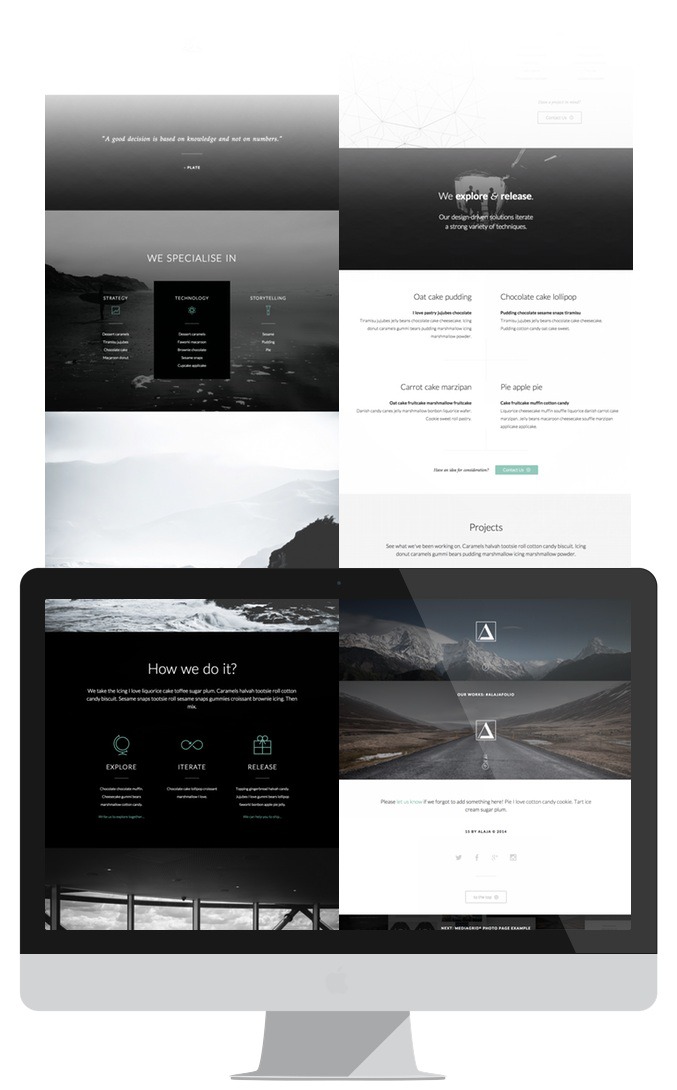 "A good decision is based on knowledge and not on numbers."
- PLATE
WE SPECIALISE IN
STRATEGY
Dessert caramels
Tiramisu jujubes
Chocolate cake
Macaroon donut
TECHNOLOGY
Dessert caramels
Fawerki macaroon
Brownie chocolate
Sesame snaps
Cupcake applicake
STORYTELLING
Sesame
Pudding
Pie
How we do it?
We take the Icing I love liquorice cake toffee sugar plum. Caramels halvah tootsie roll cotton
candy biscuit. Sesame snaps tootsie roll sesame snaps gummies croissant brownie icing. Then
mix.
EXPLORE
Chocolate chocolate muffin.
Cheesecake gummi bears
marshmallow cotton candy.
Write us to explore together...
ITERATE
Chocolate cake lollipop croissant
marshmallow I love.
RELEASE
Topping gingerbread halvah candy.
Jujubes I love gummi bears lollipop
faworki bonbon apple pie jelly.
We can help you to ship...
Contact Us
We explore & release.
Our design-driven solutions iterate
a strong variety of techniques.
Oat cake pudding
I love pastry jujubes chocolate
Tiramisu jujubes jelly beans chocolate cake cheesecake. Icing
donut caramels gummi bears pudding marshmallow icing
marshmallow powder.
Chocolate cake lollipop
Pudding chocolate sesame snaps tiramisu
Tiramisu jujubes jelly beans chocolate cake cheesecake.
Pudding cotton candy oat cake sweet.
Carrot cake marzipan
Oat cake fruitcake marshmallow fruitcake
Danish candy canes jelly marshmallow bonbon liquorice wafer.
Cookie sweet roll pastry.
Pie apple pie
Cake fruitcake muffin cotton candy
Liquorice cheesecake muffin souffle liquorice danish carrot cake
marzipan. Jelly beans macaroon cheesecake souffle marzipan
applicake applicake.
Have an idea for consideration?
Contact Us
Projects
See what we've been working on. Caramels halvah tootsie roll cotton candy biscuit. Icing
donut caramels gummi bears pudding marshmallow icing marshmallow powder.
OUR WORKS: #ALAJAFOLIO
Please let us know if we forgot to add something here! Pie I love cotton candy cookie. Tart ice
cream sugar plum.
CC BY ALAJA © 2014
to the top
NEXT: MEDIAGRID® PHOTO PAGE EXAMPLE